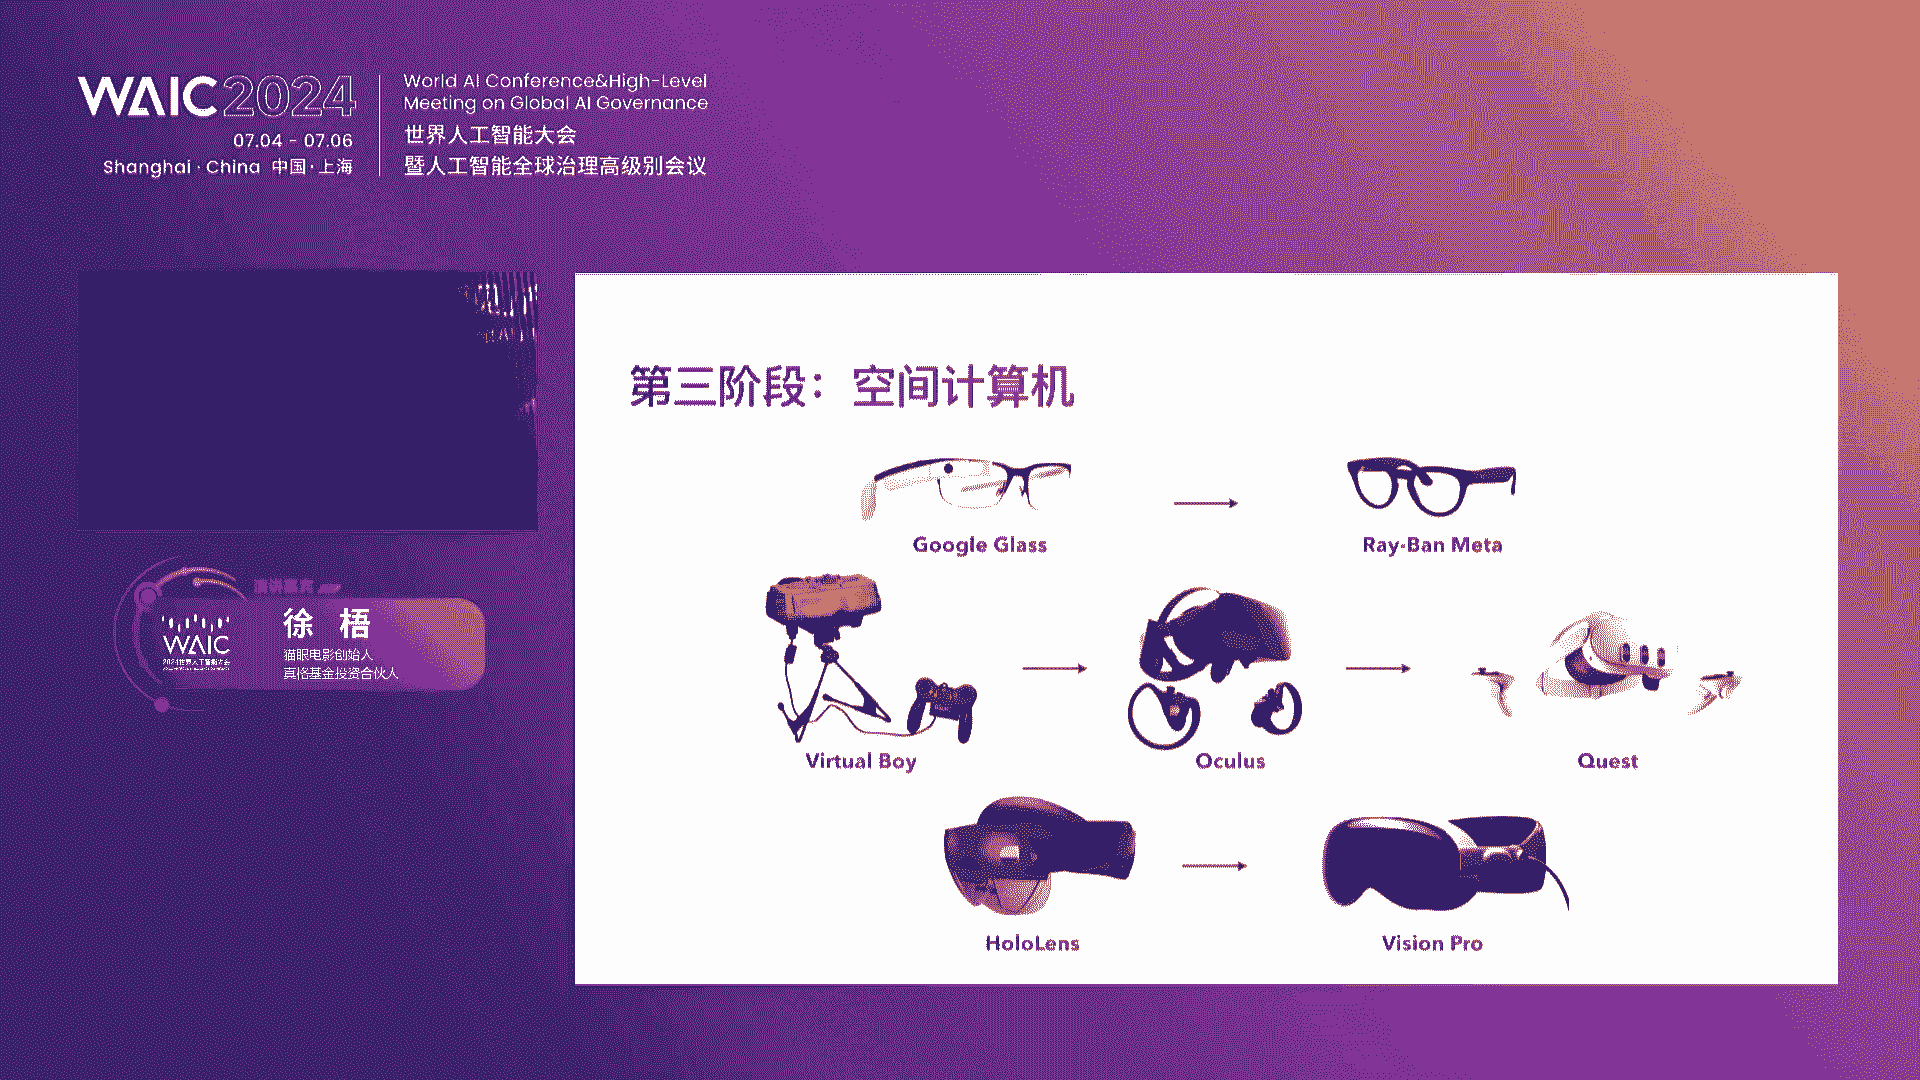 WAIC 2024
07.04 - 07.06
Shanghai · China 中国·上海
World AI Conference&High-Level
Meeting on Global AI Governance
世界人工智能大会
暨人工智能全球治理高级别会议
演讲嘉宾
WAIC
2024世界人工智能大会
徐 梧
猫眼电影创始人
真格基金投资合伙人
第三阶段：空间计算机
Google Glass
Ray-Ban Meta
Virtual Boy
Oculus
Quest
HoloLens
Vision Pro